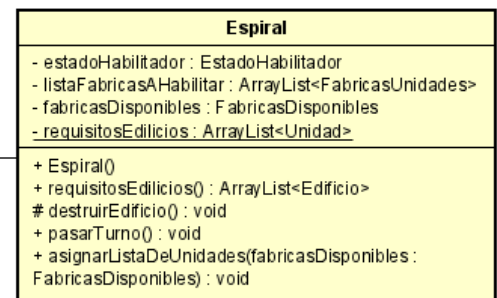 Espiral
- estadoHabilitador : EstadoHabilitador
- listaFabricasAHabilitar : ArrayList<FabricasUnidades>
- fabricasDisponibles : FabricasDisponibles
- requisitosEdilicios : ArrayList<Unidad>
+ Espiral()
+ requisitosEdilicios() : ArrayList<Edificio>
# destruirEdificio() : void
+ pasarTurno() : void
+ asignarListaDeUnidades(fabricasDisponibles :
FabricasDisponibles) : void